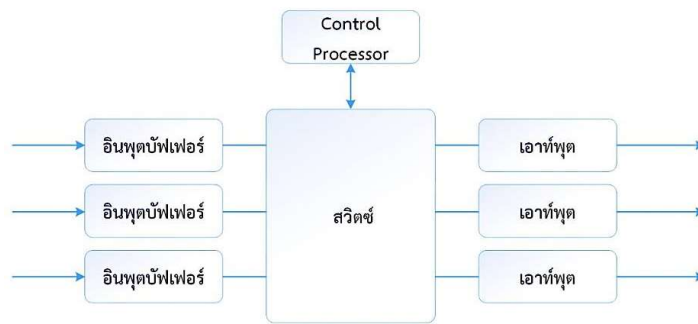 Control
Processor
อินพุตบัฟเฟอร์
เอาท์พุต
อินพุตบัฟเฟอร์
สวิตซ์
เอาท์พุต
อินพุตบัฟเฟอร์
เอาท์พุต